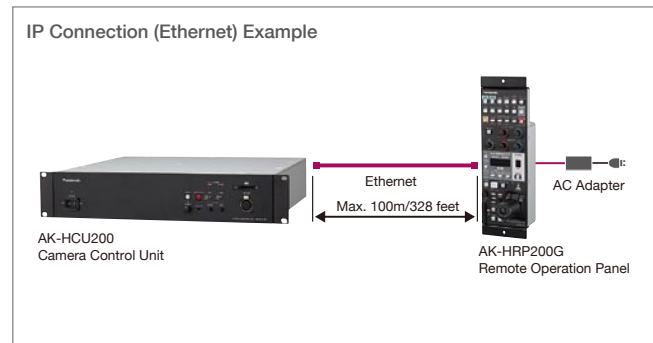 IP Connection (Ethernet) Example
Panasonic
Ethernet
Max. 100m/328 feet
AC Adapter
AK-HCU200
Camera Control Unit
AK-HRP200G
Remote Operation Panel